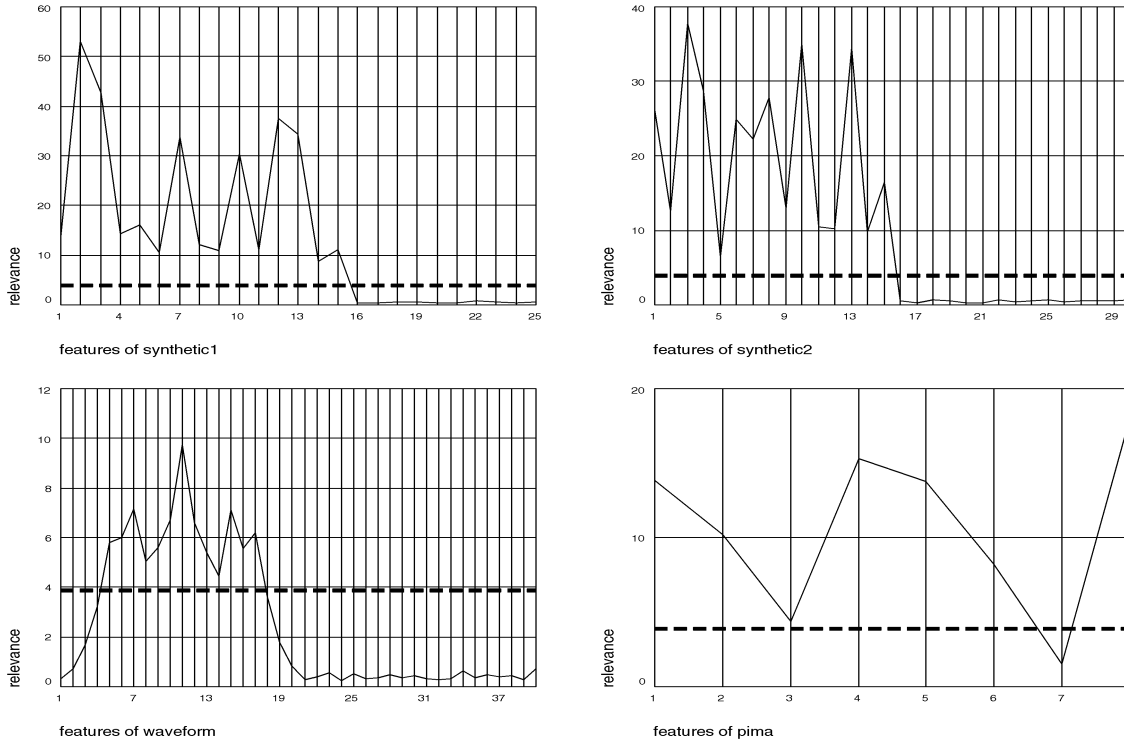 60
50
40
30
20
10
0
relevance
1 4 7 10 13 16 19 22 25
features of synthetic1
40
30
20
10
0
relevance
1 5 9 13 17 21 25 29
features of synthetic2
12
10
8
6
4
2
0
relevance
1 7 13 19 25 31 37
features of waveform
20
10
0
relevance
1 2 3 4 5 6 7
features of pima